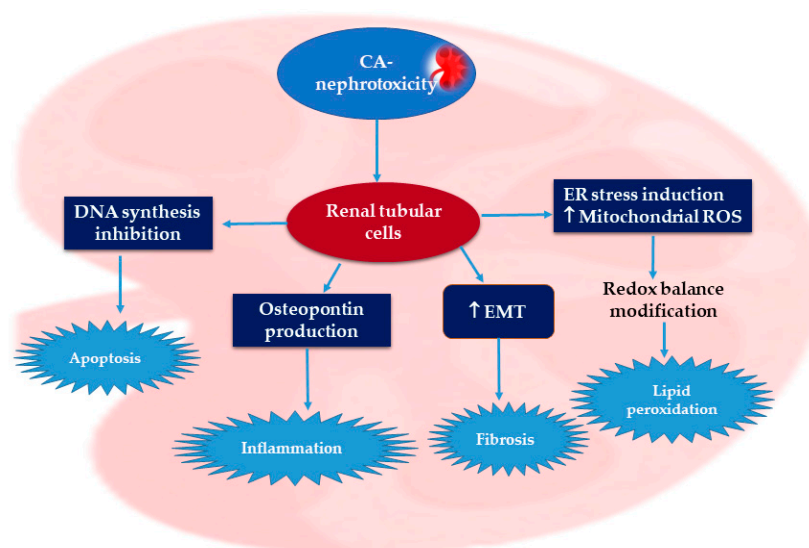 CA-
nephrotoxicity
DNA synthesis
inhibition
Renal tubular
cells
ER stress induction
↑ Mitochondrial ROS
Osteopontin
production
↑ EMT
Redox balance
modification
Apoptosis
Inflammation
Fibrosis
Lipid
peroxidation